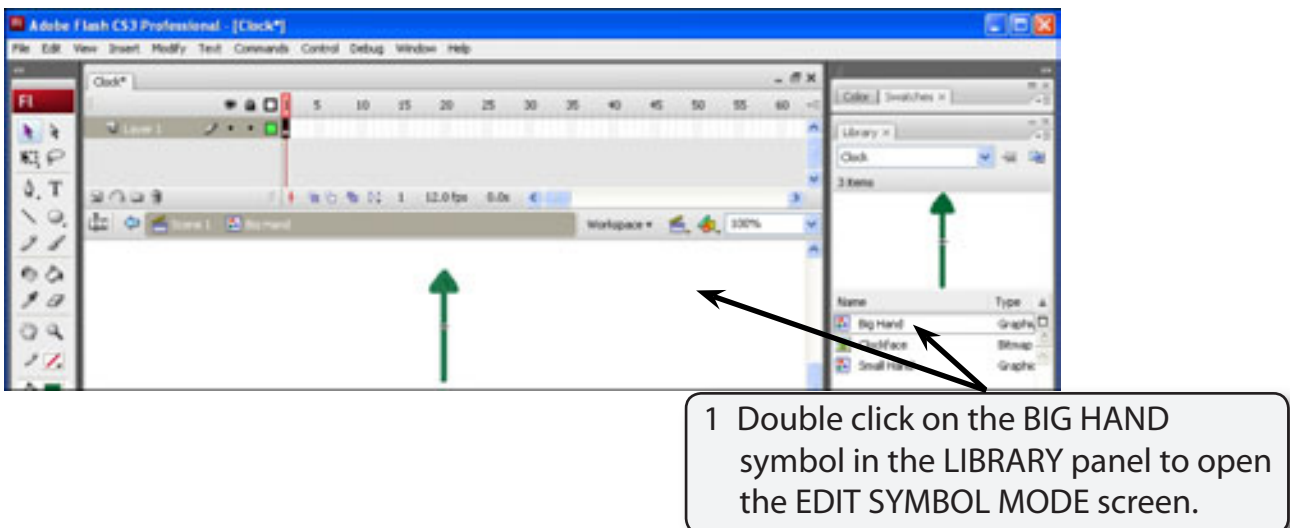 Adobe Flash CS3 Professional - [Clock*]
File Edit View Insert Modify Text Commands Control Debug Window Help
Clock*
Fl
5 10 15 20 25 30 35 40 45 50 55 60
Layer 1
1 12.0 fps 0.0s
Scene 1 Big Hand
Workspace
100%
T
Color Swatches ×
Library ×
Clock
3 items
Name Type
Big Hand Graphic
Clockface Bitmap
Small Hand Graphic
1 Double click on the BIG HAND
symbol in the LIBRARY panel to open
the EDIT SYMBOL MODE screen.